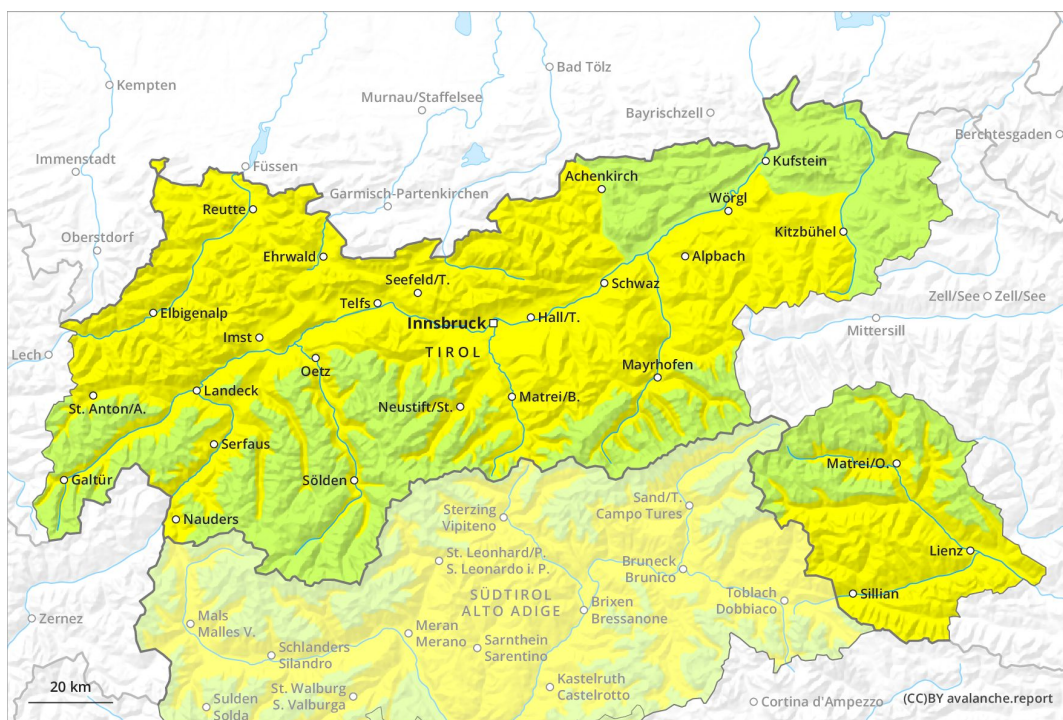 Bad Tölz
Kempten
Murnau/Staffelsee
Bayrischzell
Berchtesgaden
Immenstadt
Füssen
Kufstein
Achenkirch
Garmisch-Partenkirchen
Wörgl
Reutte
Kitzbühel
Oberstdorf
Ehrwald
Alpbach
Seefeld/T.
Schwaz
Zell/See
Zell/See
Telfs
Elbigenalp
Hall/T.
Innsbruck
Mittersill
Imst
Lech
TIROL
Mayrhofen
Oetz
Landeck
Matrei/B.
St. Anton/A.
Neustift/St.
Serfaus
Matrei/O.
Galtür
Sölden
Sand/T.
Campo Tures
Sterzing
Vipiteno
Nauders
Lienz
St. Leonhard/P.
S. Leonardo i. P.
Bruneck
Brunico
SÜDTIROL
ALTO ADIGE
Sillian
Toblach
Dobbiaco
Brixen
Bressanone
Zernez
Mals
Malles V.
Meran
Merano
Sarnthein
Sarentino
Schlanders
Silandro
Kastelruth
Castelrotto
20 km
St. Walburg
S. Valburga
Sulden
Solda
Cortina d'Ampezzo
(CC)BY avalanche.report